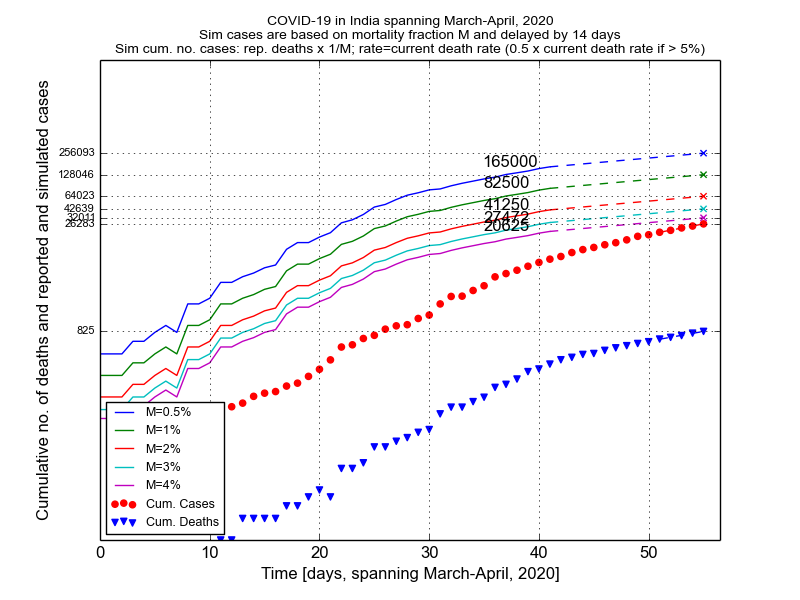 COVID-19 in India spanning March-April, 2020
Sim cases are based on mortality fraction M and delayed by 14 days
Sim cum. no. cases: rep. deaths x 1/M; rate=current death rate (0.5 x current death rate if > 5%)
Cumulative no. of deaths and reported and simulated cases
256093
128046
64023
42639
32011
26283
825
165000
82500
41250
27472
20625
M=0.5%
M=1%
M=2%
M=3%
M=4%
Cum. Cases
Cum. Deaths
0 10 20 30 40 50
Time [days, spanning March-April, 2020]